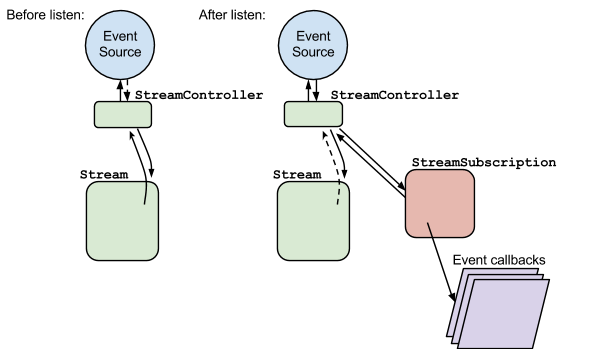 Before listen:
Event
Source
StreamController
Stream
After listen:
Event
Source
StreamController
Stream
StreamSubscription
Event callbacks